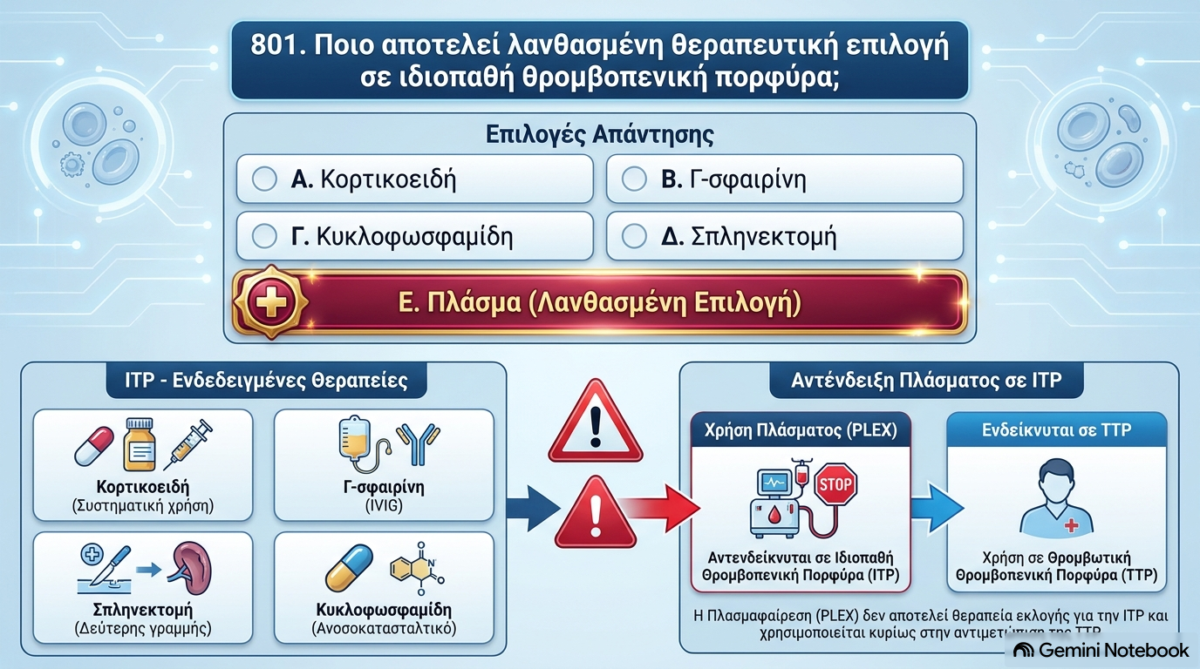 801. Ποιο αποτελεί λανθασμένη θεραπευτική επιλογή
σε ιδιοπαθή θρομβοπενική πορφύρα;
Επιλογές Απάντησης
Α. Κορτικοειδή
Β. Γ-σφαιρίνη
Γ. Κυκλοφωσφαμίδη
Δ. Σπληνεκτομή
Ε. Πλάσμα (Λανθασμένη Επιλογή)
ITP - Ενδεδειγμένες Θεραπείες
Κορτικοειδή
(Συστηματική χρήση)
Γ-σφαιρίνη
(IVIG)
Σπληνεκτομή
(Δεύτερης γραμμής)
Κυκλοφωσφαμίδη
(Ανοσοκατασταλτικό)
Αντένδειξη Πλάσματος σε ITP
Χρήση Πλάσματος (PLEX)
STOP
Αντενδείκνυται σε Ιδιοπαθή
Θρομβοπενική Πορφύρα (ITP)
Ενδείκνυται σε TTP
Χρήση σε Θρομβωτική
Θρομβοπενική Πορφύρα (TTP)
Η Πλασμαφαίρεση (PLEX) δεν αποτελεί θεραπεία εκλογής για την ITP και
χρησιμοποιείται κυρίως στην αντιμετώπιση της TTP
Gemini Notebook